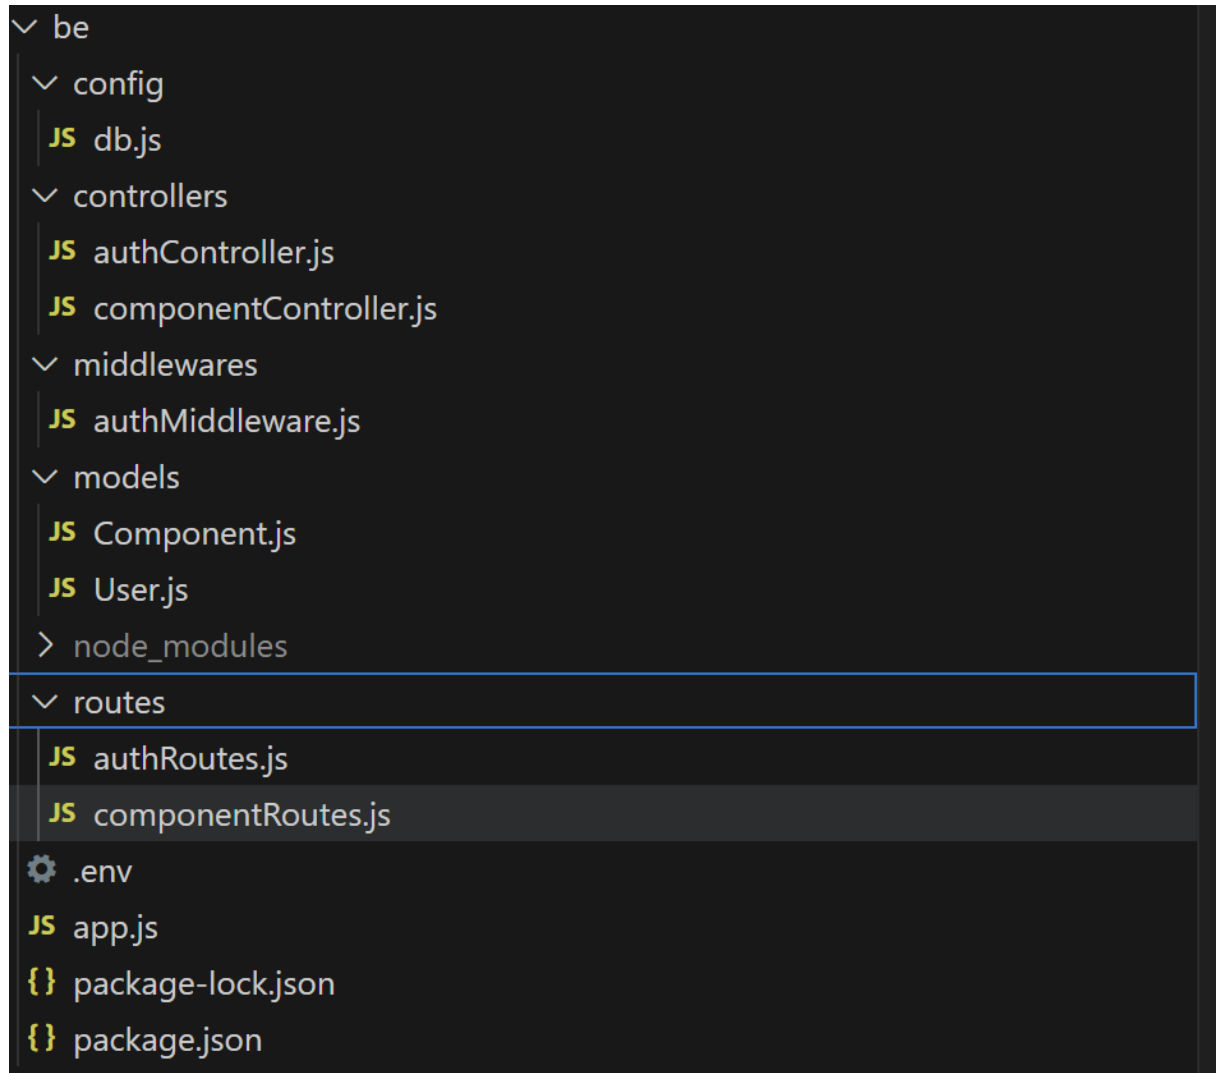 be
config
JS db.js
controllers
JS authController.js
JS componentController.js
middlewares
JS authMiddleware.js
models
JS Component.js
JS User.js
node_modules
routes
JS authRoutes.js
JS componentRoutes.js
.env
JS app.js
{} package-lock.json
{} package.json